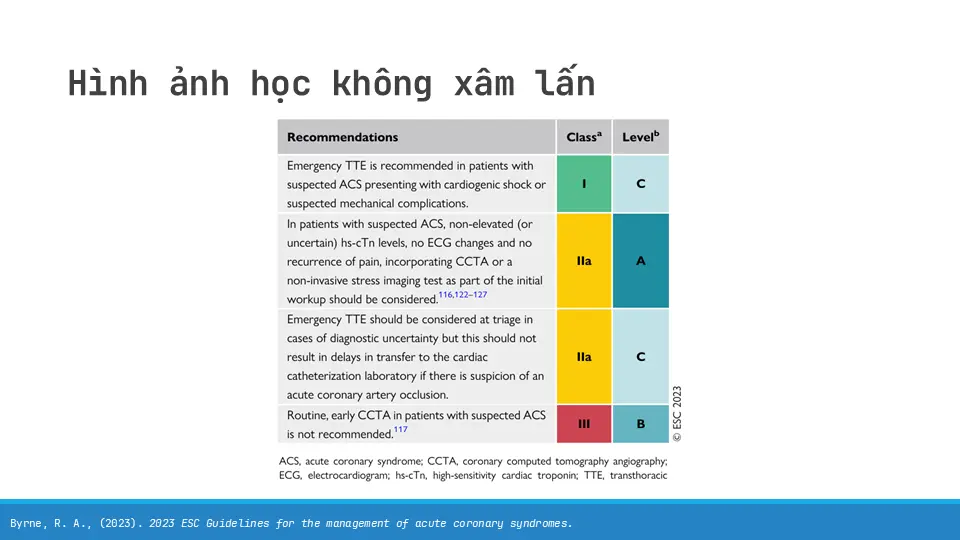 Hình ảnh học không xâm lấn
Recommendations Classᵃ Levelᵇ
Emergency TTE is recommended in patients with
suspected ACS presenting with cardiogenic shock or
suspected mechanical complications.
I C
In patients with suspected ACS, non-elevated (or
uncertain) hs-cTn levels, no ECG changes and no
recurrence of pain, incorporating CCTA or a
non-invasive stress imaging test as part of the initial
workup should be considered.¹¹⁶,¹²²⁻¹²⁷
IIa A
Emergency TTE should be considered at triage in
cases of diagnostic uncertainty but this should not
result in delays in transfer to the cardiac
catheterization laboratory if there is suspicion of an
acute coronary artery occlusion.
IIa C
Routine, early CCTA in patients with suspected ACS
is not recommended.¹¹⁷
III B
© ESC 2023
ACS, acute coronary syndrome; CCTA, coronary computed tomography angiography;
ECG, electrocardiogram; hs-cTn, high-sensitivity cardiac troponin; TTE, transthoracic
Byrne, R. A., (2023). 2023 ESC Guidelines for the management of acute coronary syndromes.